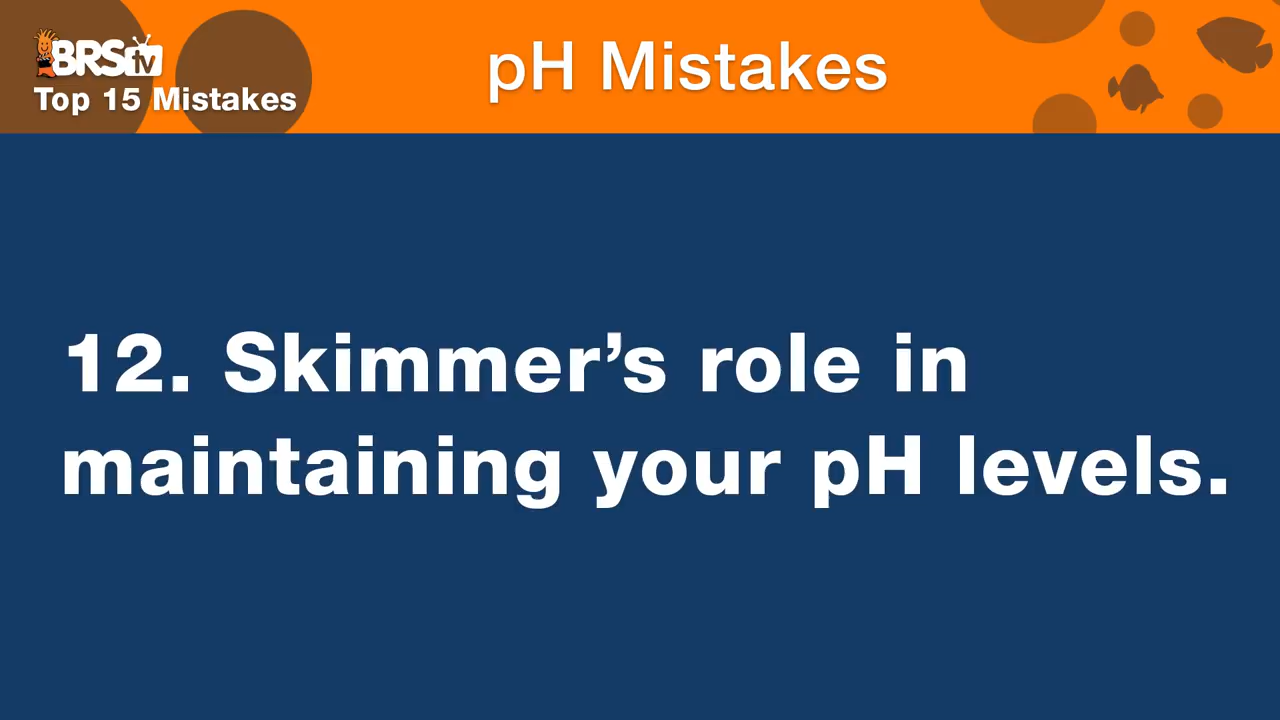 BRStv
Top 15 Mistakes
pH Mistakes
12. Skimmer’s role in
maintaining your pH levels.